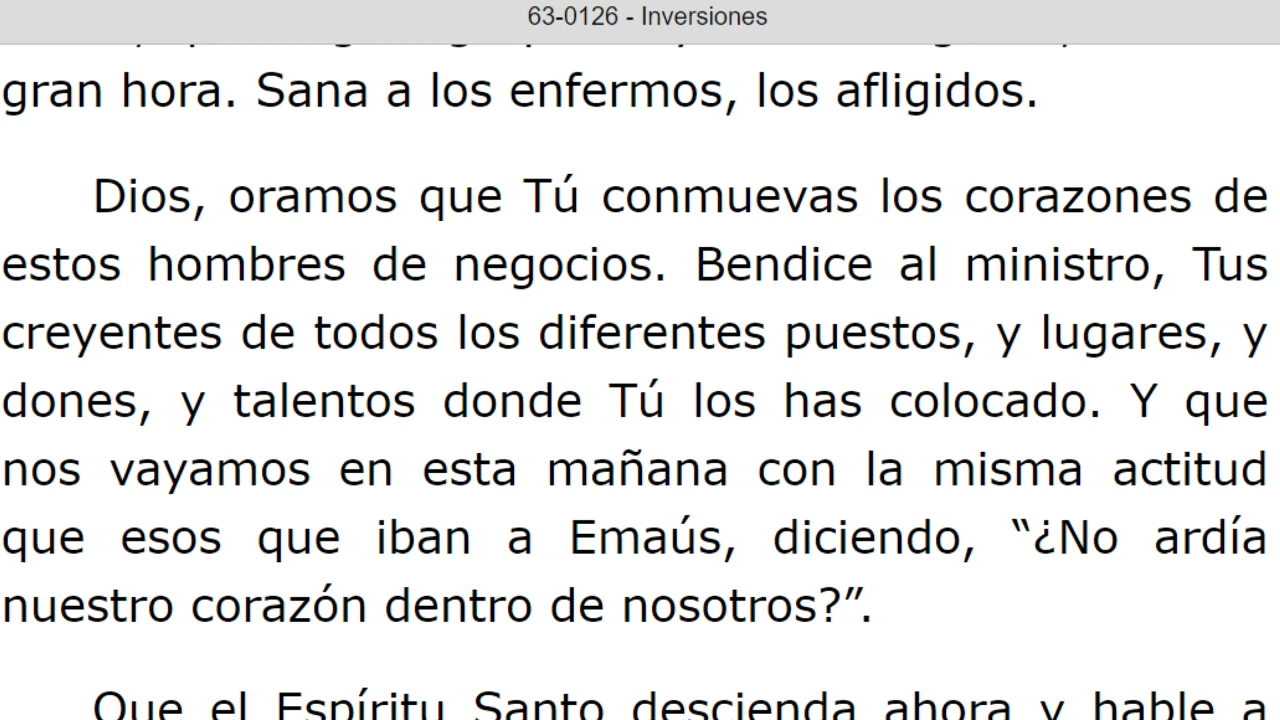 63-0126 - Inversiones
gran hora. Sana a los enfermos, los afligidos.
Dios, oramos que Tú conmuevas los corazones de
estos hombres de negocios. Bendice al ministro, Tus
creyentes de todos los diferentes puestos, y lugares, y
dones, y talentos donde Tú los has colocado. Y que
nos vayamos en esta mañana con la misma actitud
que esos que iban a Emaús, diciendo, “¿No ardía
nuestro corazón dentro de nosotros?”.
Que el Espíritu Santo descienda ahora y hable a